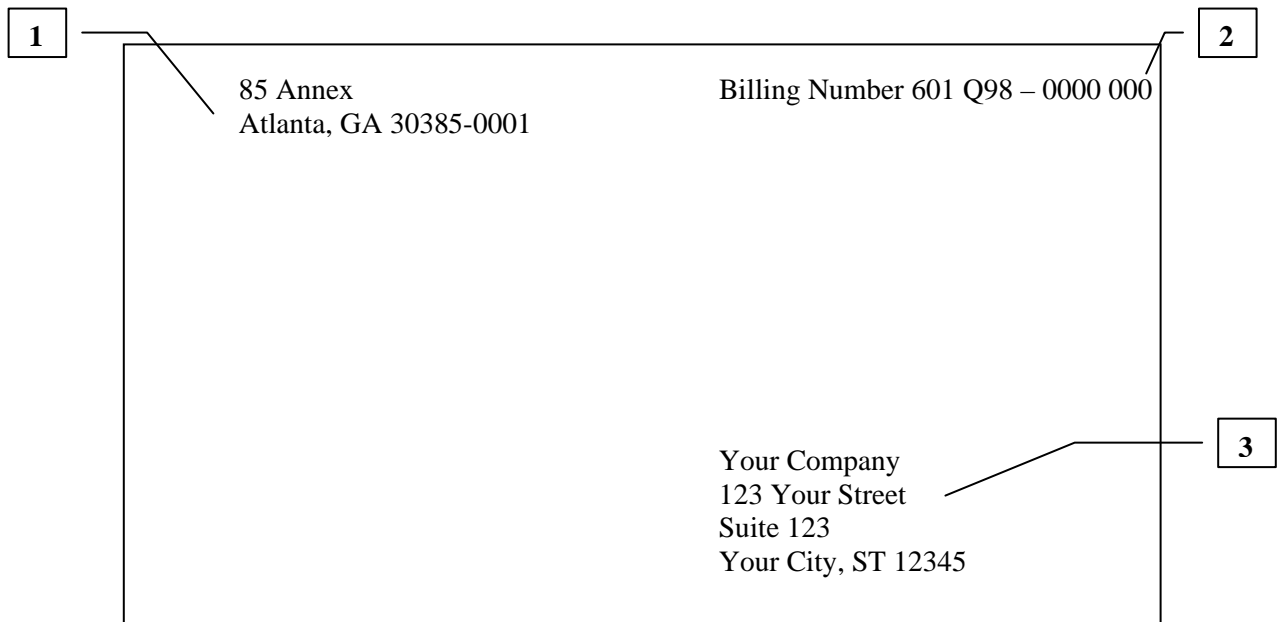 1
2
85 Annex
Atlanta, GA 30385-0001
Billing Number 601 Q98 – 0000 000
3
Your Company
123 Your Street
Suite 123
Your City, ST 12345